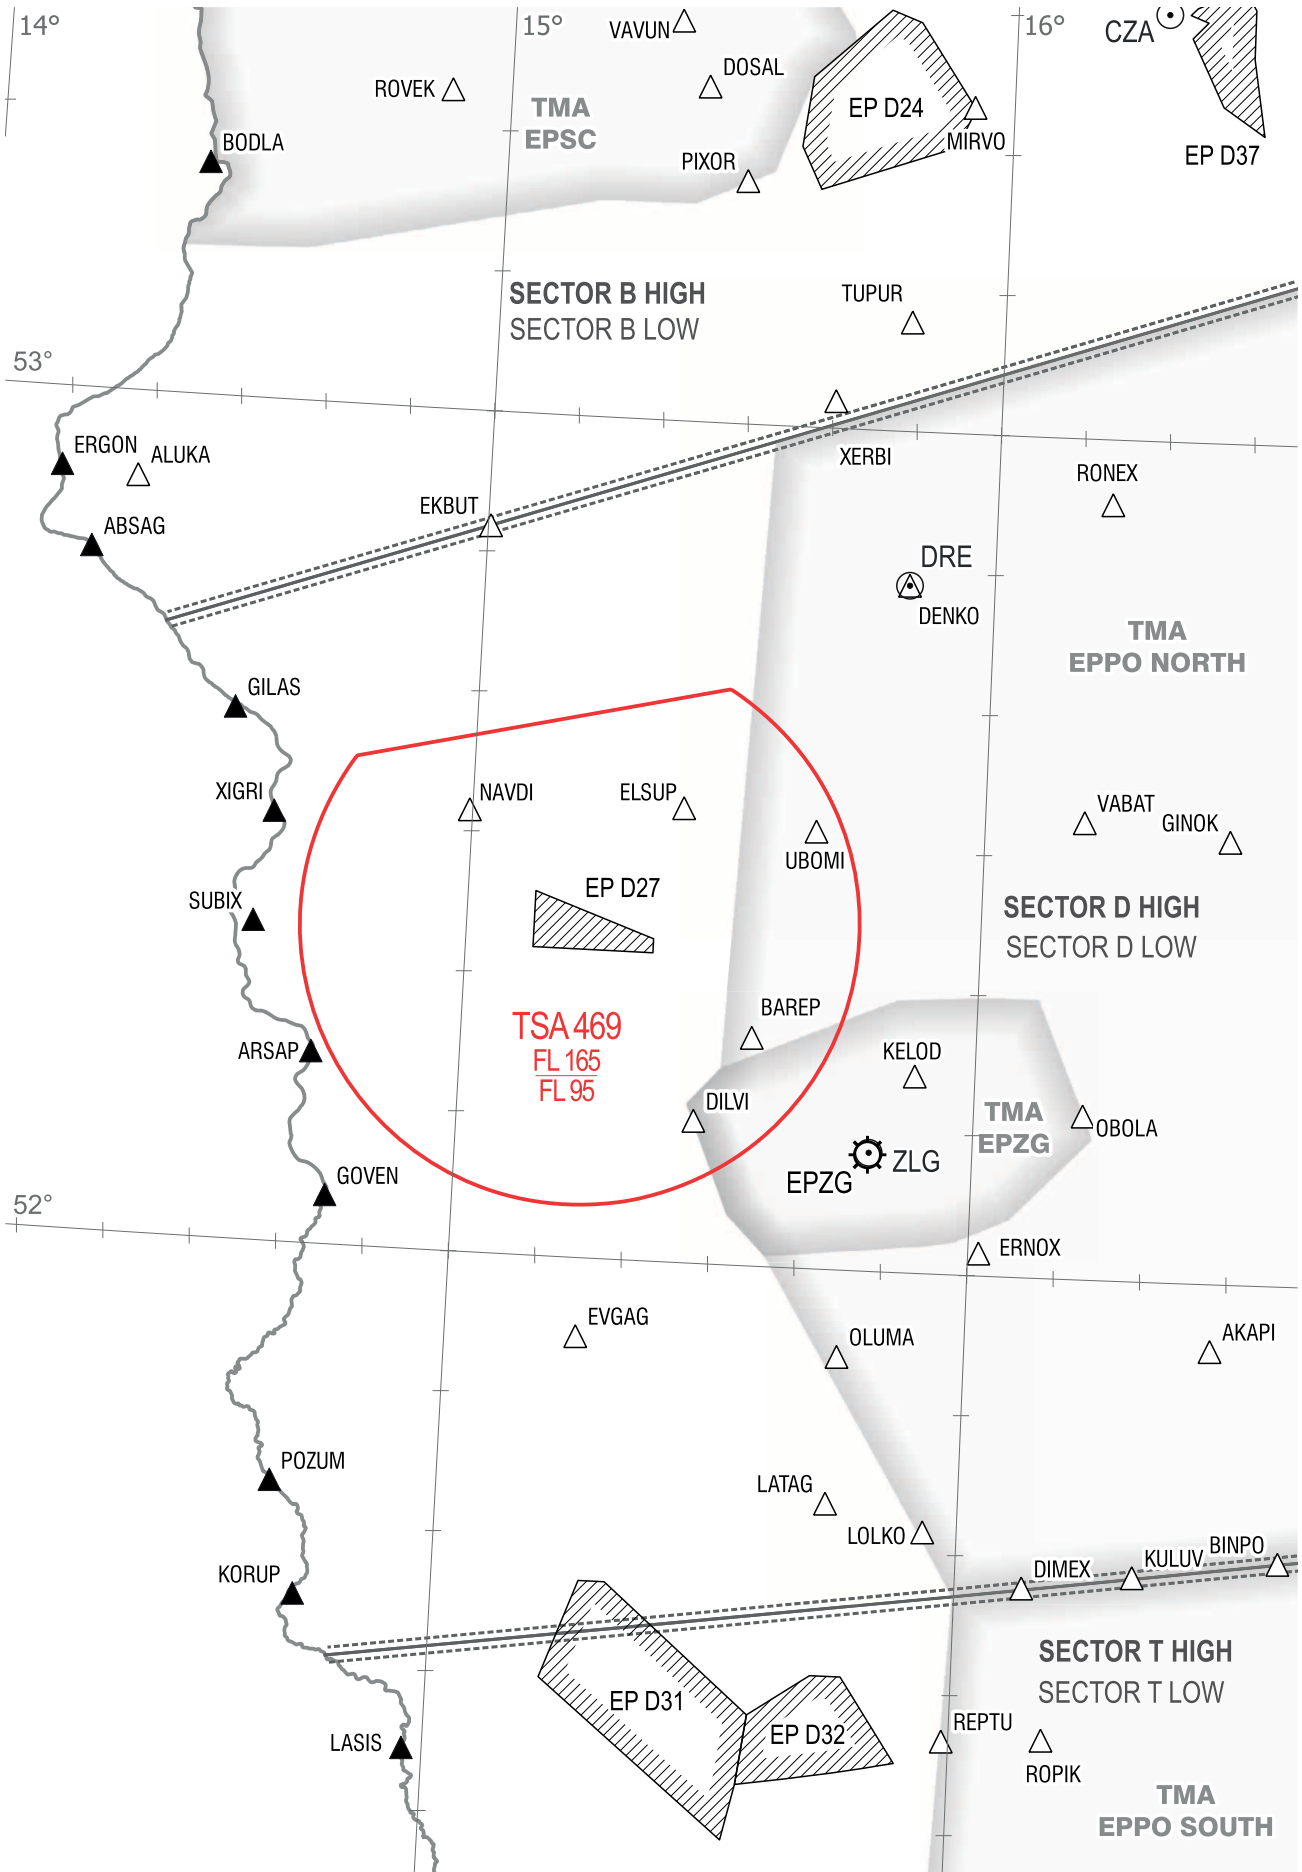 14°
15°
16°
VAVUN
CZA
DOSAL
ROVEK
TMA
EPSC
EP D24
MIRVO
BODLA
PIXOR
EP D37
SECTOR B HIGH
SECTOR B LOW
TUPUR
53°
ERGON
ALUKA
XERBI
RONEX
EKBUT
ABSAG
DRE
DENKO
TMA
EPPO NORTH
GILAS
XIGRI
NAVDI
ELSUP
VABAT
GINOK
UBOMI
EP D27
SUBIX
SECTOR D HIGH
SECTOR D LOW
BAREP
TSA 469
FL 165
FL 95
ARSAP
KELOD
DILVI
TMA
EPZG
OBOLA
ZLG
EPZG
GOVEN
52°
ERNOX
EVGAG
OLUMA
AKAPI
POZUM
LATAG
LOLKO
KORUP
DIMEX
KULUV
BINPO
SECTOR T HIGH
SECTOR T LOW
EP D31
EP D32
REPTU
LASIS
ROPIK
TMA
EPPO SOUTH